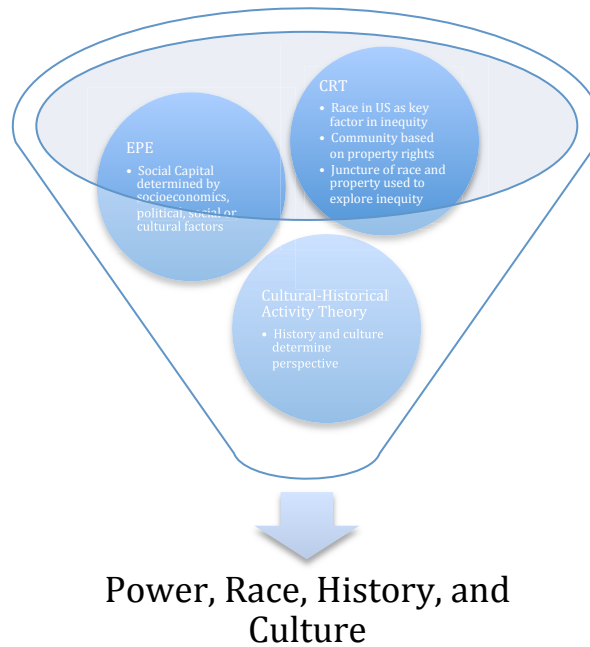 CRT
• Race in US as key
factor in inequity
• Community based
on property rights
• Juncture of race and
property used to
explore inequity
EPE
• Social Capital
determined by
socioeconomics,
political, social or
cultural factors
Cultural-Historical
Activity Theory
• History and culture
determine
perspective
Power, Race, History, and
Culture